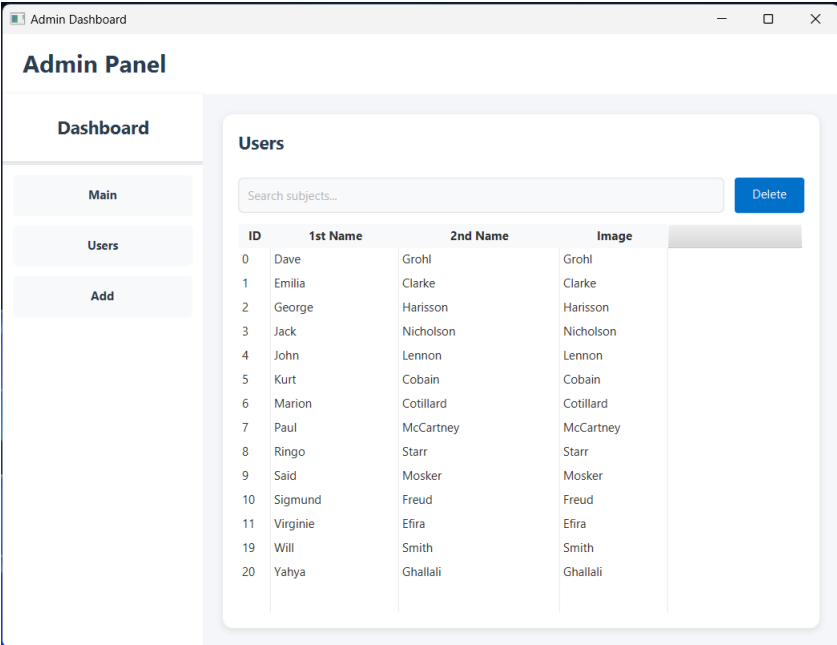 Admin Dashboard
Admin Panel
Dashboard
Main
Users
Add
Users
Search subjects...
Delete
ID 1st Name 2nd Name Image
0 Dave Grohl Grohl
1 Emilia Clarke Clarke
2 George Harisson Harisson
3 Jack Nicholson Nicholson
4 John Lennon Lennon
5 Kurt Cobain Cobain
6 Marion Cotillard Cotillard
7 Paul McCartney McCartney
8 Ringo Starr Starr
9 Said Mosker Mosker
10 Sigmund Freud Freud
11 Virginie Efira Efira
19 Will Smith Smith
20 Yahya Ghallali Ghallali